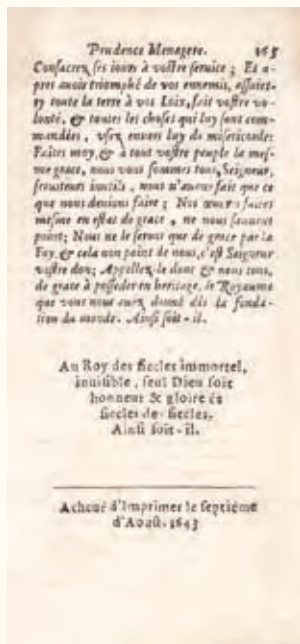 Prudence Menagere. 265
Consacrez ses iours à vostre seruice ; Et a-
pres auoir triomphé de vos ennemis, assuiet-
ty toute la terre à vos Loix, soit vostre vo-
lonté, & toutes les choses qui luy sont com-
mandées, vsez enuers luy de misericorde:
Faites moy, & à tout vostre peuple la mes-
me grace, nous vous sommes tous, Seigneur,
seruiteurs inutils, nous n'auons fait que ce
que nous deuions faire ; Nos œuures faites
mesme en estat de grace, ne nous sauuent
point; Nous ne le serons que de grace par la
Foy, & cela non point de nous, c'est Seigneur
vostre don; Appellez le donc & nous tous,
de grace à posseder en heritage, le Royaume
que vous nous auez donné dés la fonda-
tion du monde. Ainsi soit-il.
Au Roy des siecles immortel,
inuisible, seul Dieu soit
honneur & gloire és
siecles de siecles.
Ainsi soit-il.
Acheué d'Imprimer le septiéme
d'Aoust. 1643